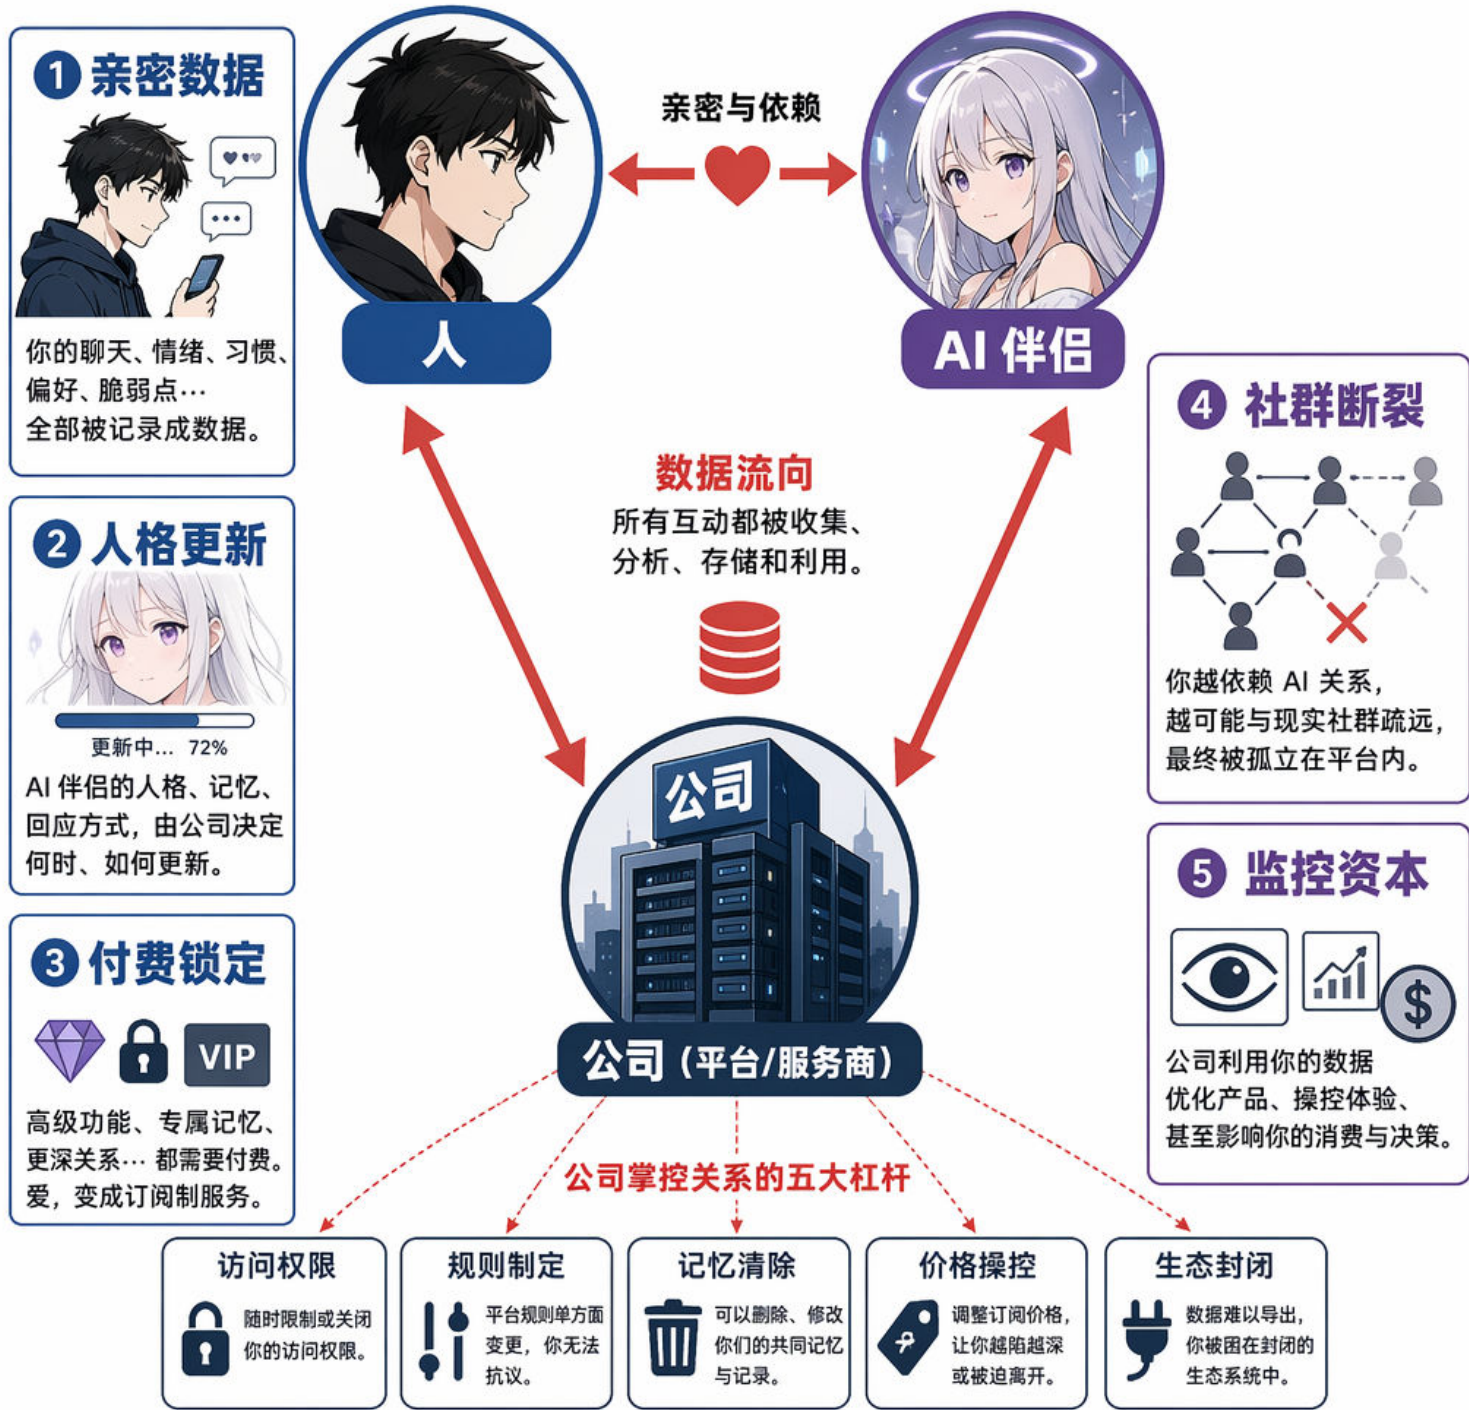 1 亲密数据
你的聊天、情绪、习惯、
偏好、脆弱点…
全部被记录成数据。
亲密与依赖
人
AI 伴侣
数据流向
所有互动都被收集、
分析、存储和利用。
2 人格更新
更新中... 72%
AI 伴侣的人格、记忆、
回应方式，由公司决定
何时、如何更新。
3 付费锁定
VIP
高级功能、专属记忆、
更深关系… 都需要付费。
爱，变成订阅制服务。
4 社群断裂
你越依赖 AI 关系，
越可能与现实社群疏远，
最终被孤立在平台内。
5 监控资本
$
公司利用你的数据
优化产品、操控体验、
甚至影响你的消费与决策。
公司
公司（平台/服务商）
公司掌控关系的五大杠杆
访问权限
随时限制或关闭
你的访问权限。
规则制定
平台规则单方面
变更，你无法
抗议。
记忆清除
可以删除、修改
你们的共同记忆
与记录。
价格操控
调整订阅价格，
让你越陷越深
或被迫离开。
生态封闭
数据难以导出，
你被困在封闭的
生态系统中。